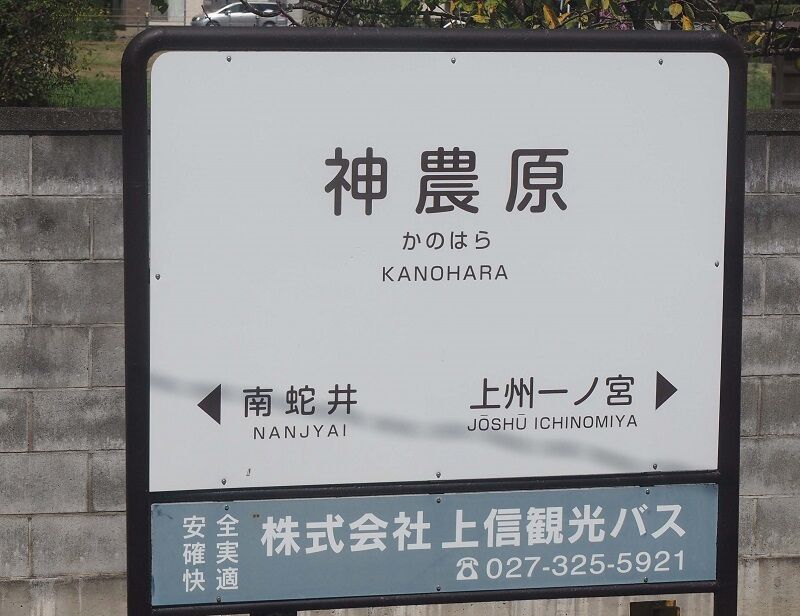 神農原
かのはら
KANOHARA
◀ 南蛇井
NANJYAI
上州一ノ宮 ▶
JŌSHŪ ICHINOMIYA
安全
確実
快適
株式会社 上信観光バス
☎ 027-325-5921